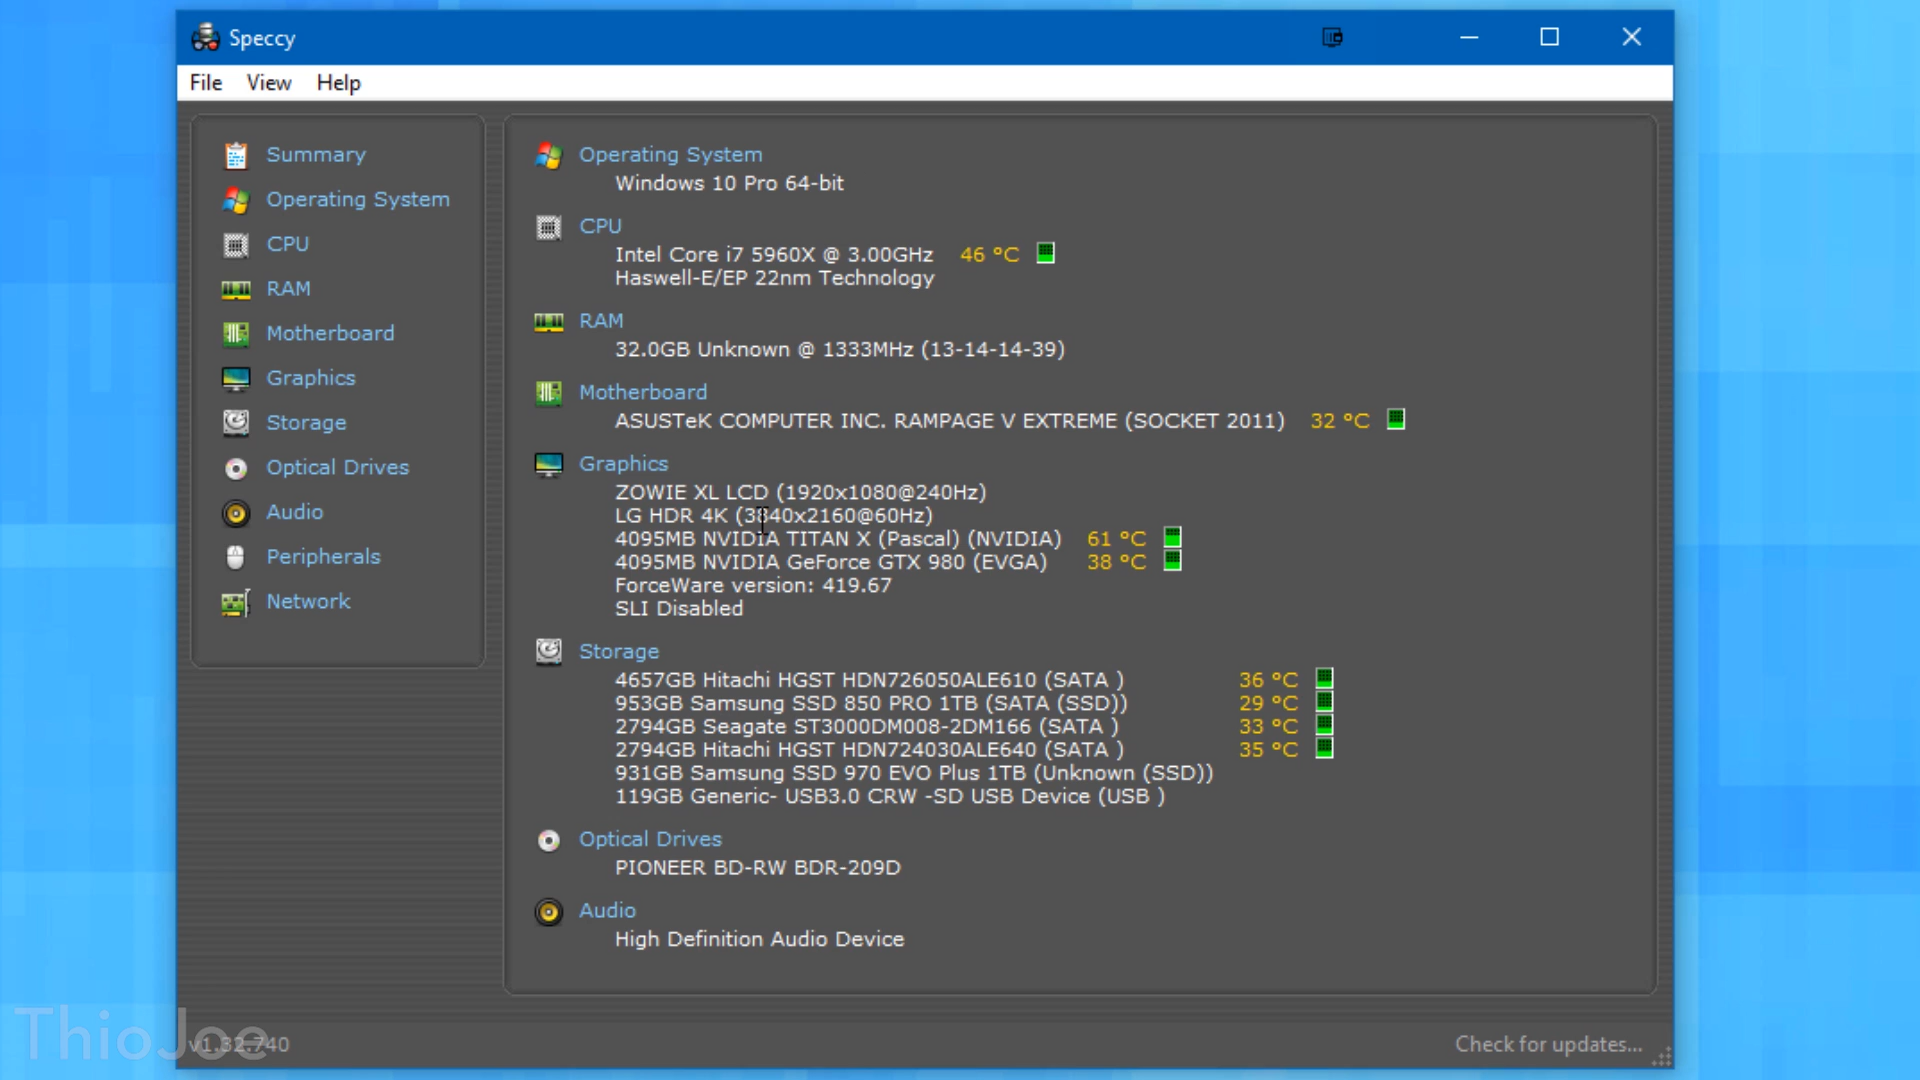 Speccy
File View Help
Summary
Operating System
CPU
RAM
Motherboard
Graphics
Storage
Optical Drives
Audio
Peripherals
Network
Operating System
Windows 10 Pro 64-bit
CPU
Intel Core i7 5960X @ 3.00GHz 46 °C
Haswell-E/EP 22nm Technology
RAM
32.0GB Unknown @ 1333MHz (13-14-14-39)
Motherboard
ASUSTeK COMPUTER INC. RAMPAGE V EXTREME (SOCKET 2011) 32 °C
Graphics
ZOWIE XL LCD (1920x1080@240Hz)
LG HDR 4K (3840x2160@60Hz)
4095MB NVIDIA TITAN X (Pascal) (NVIDIA) 61 °C
4095MB NVIDIA GeForce GTX 980 (EVGA) 38 °C
ForceWare version: 419.67
SLI Disabled
Storage
4657GB Hitachi HGST HDN726050ALE610 (SATA ) 36 °C
953GB Samsung SSD 850 PRO 1TB (SATA (SSD)) 29 °C
2794GB Seagate ST3000DM008-2DM166 (SATA ) 33 °C
2794GB Hitachi HGST HDN724030ALE640 (SATA ) 35 °C
931GB Samsung SSD 970 EVO Plus 1TB (Unknown (SSD))
119GB Generic- USB3.0 CRW -SD USB Device (USB )
Optical Drives
PIONEER BD-RW BDR-209D
Audio
High Definition Audio Device
ThioJoe
v1.32.740
Check for updates...